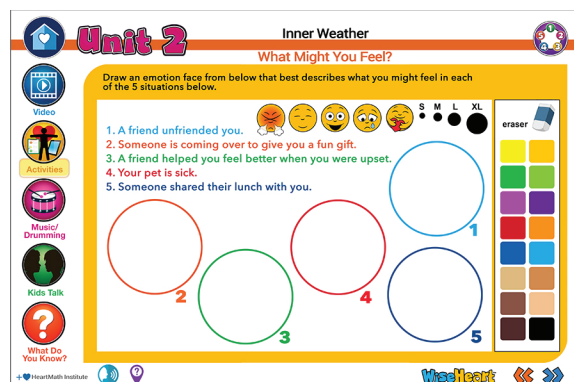 Unit 2
Inner Weather
What Might You Feel?
Draw an emotion face from below that best describes what you might feel in each
of the 5 situations below.
S M L XL
eraser
1. A friend unfriended you.
2. Someone is coming over to give you a fun gift.
3. A friend helped you feel better when you were upset.
4. Your pet is sick.
5. Someone shared their lunch with you.
1
2
3
4
5
Video
Activities
Music/
Drumming
Kids Talk
?
What Do
You Know?
+ HeartMath Institute
?
WiseHeart